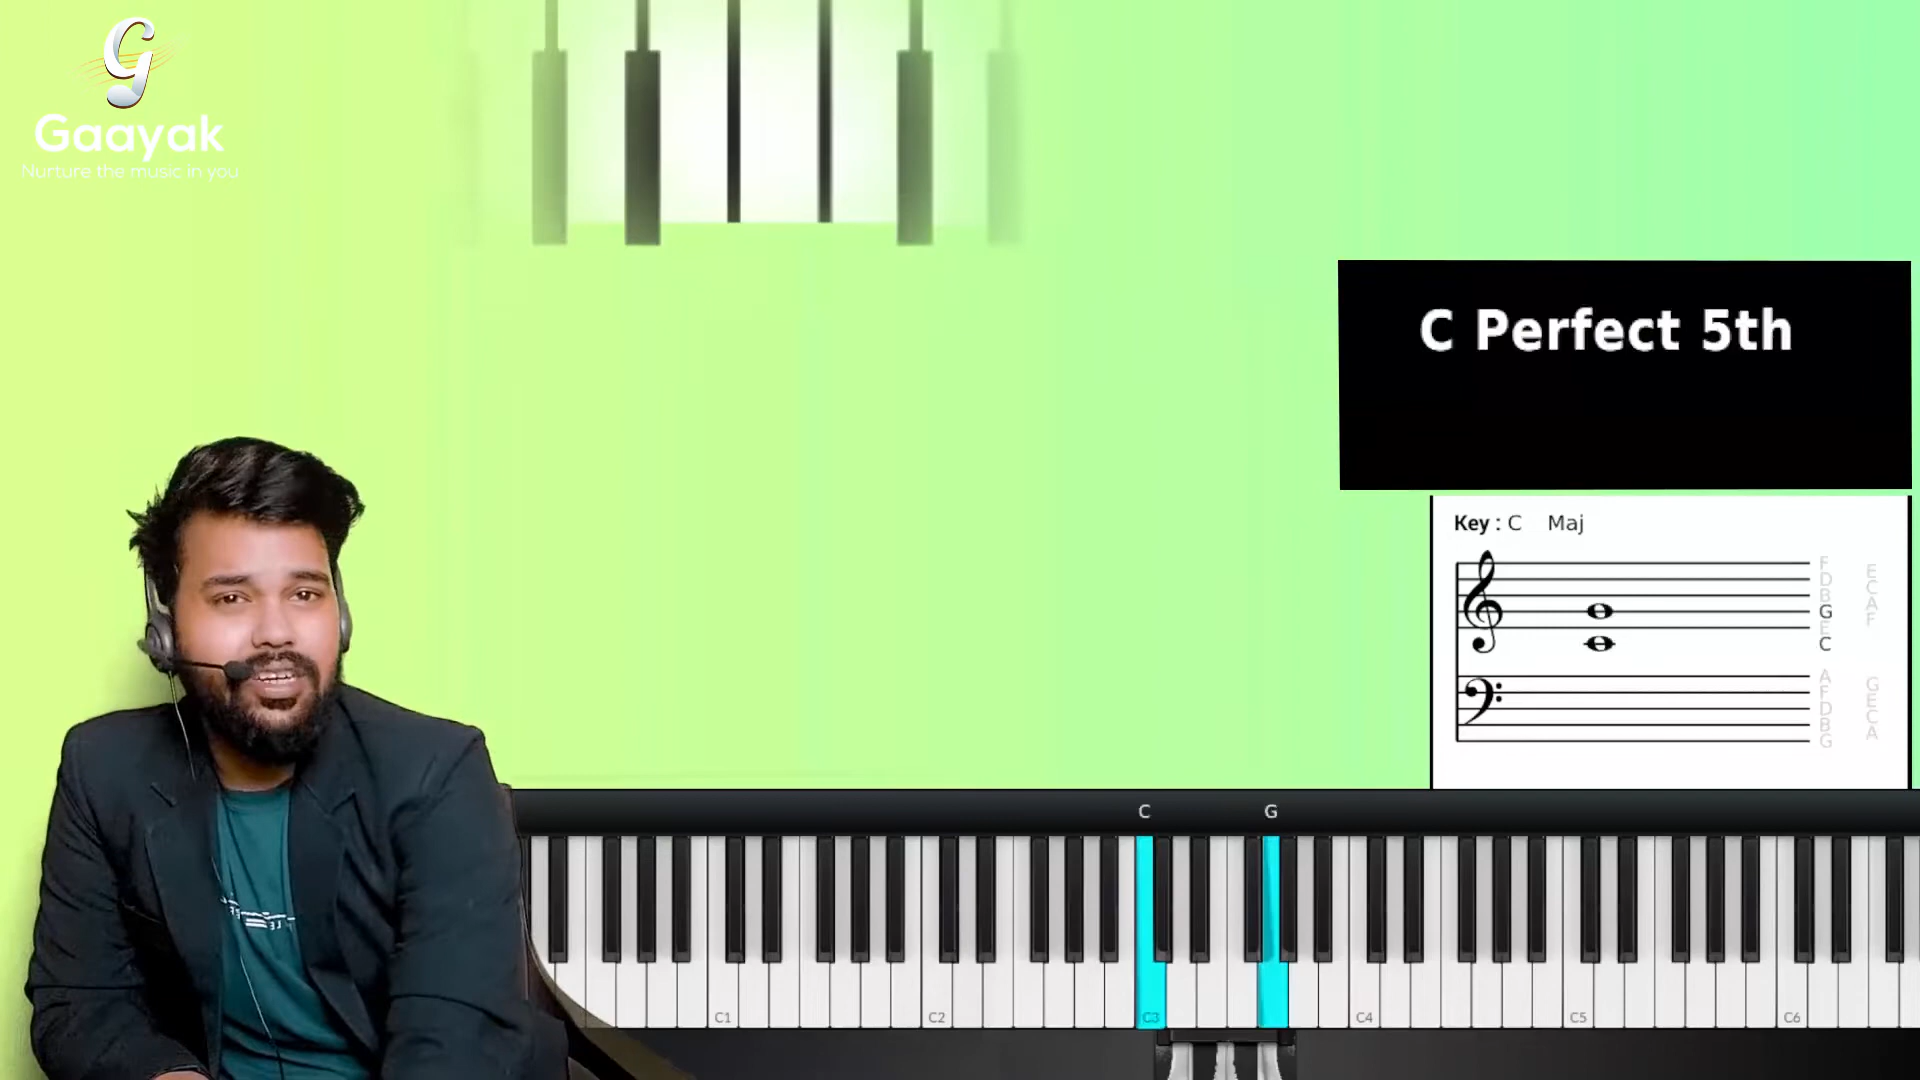 Gaayak
Nurture the music in you
C Perfect 5th
Key : C Maj
F
D
B
G
E
C
E
C
A
F
A
F
D
B
G
G
E
C
A
C
G
C1
C2
C3
C4
C5
C6